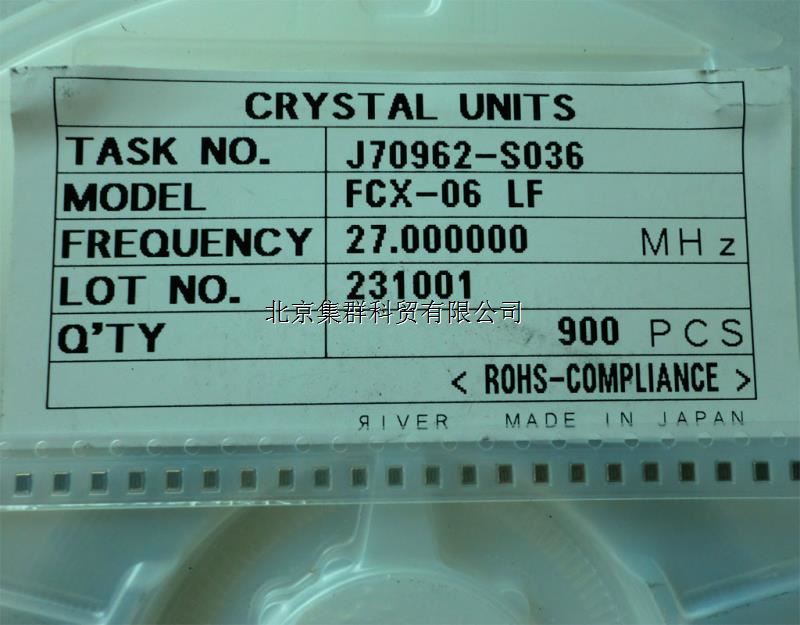 CRYSTAL UNITS
TASK NO. J70962-S036
MODEL FCX-06 LF
FREQUENCY 27.000000 MHz
LOT NO. 231001
北京集群科贸有限公司
Q'TY 900 PCS
< ROHS-COMPLIANCE >
ЯIVER MADE IN JAPAN